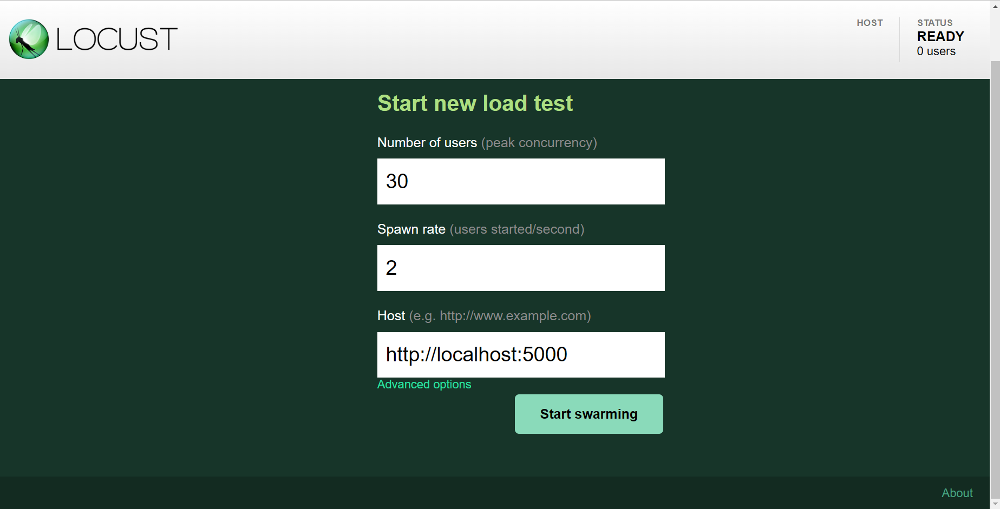 LOCUST
HOST
STATUS
READY
0 users
Start new load test
Number of users (peak concurrency)
30
Spawn rate (users started/second)
2
Host (e.g. http://www.example.com)
http://localhost:5000
Advanced options
Start swarming
About